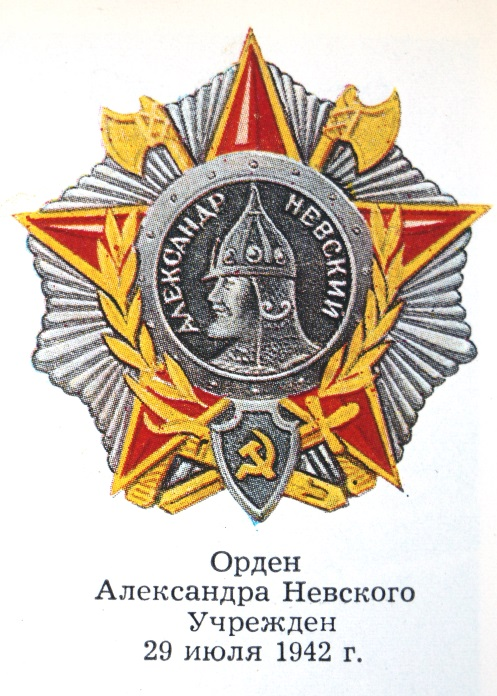 АЛЕКСАНДР НЕВСКИЙ
Орден
Александра Невского
Учрежден
29 июля 1942 г.